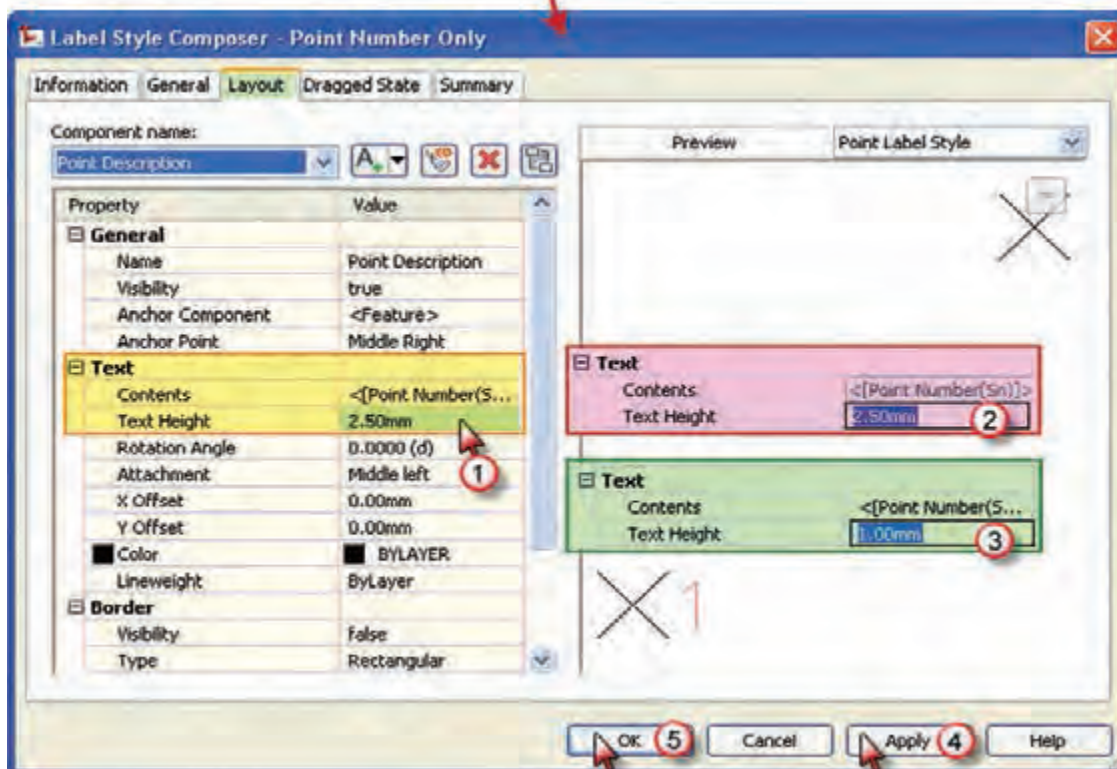 Label Style Composer - Point Number Only
Information General Layout Dragged State Summary
Component name:
Point Description
A
Preview Point Label Style
Property Value
General
Name Point Description
Visibility true
Anchor Component <Feature>
Anchor Point Middle Right
Text
Contents <[Point Number(S...
Text Height 2.50mm
1
Rotation Angle 0.0000 (d)
Attachment Middle left
X Offset 0.00mm
Y Offset 0.00mm
Color BYLAYER
Lineweight ByLayer
Border
Visibility False
Type Rectangular
Text
Contents <[Point Number(Sn)]>
Text Height 2.50mm 2
Text
Contents <[Point Number(S...
Text Height 1.00mm 3
1
OK 5 Cancel Apply 4 Help